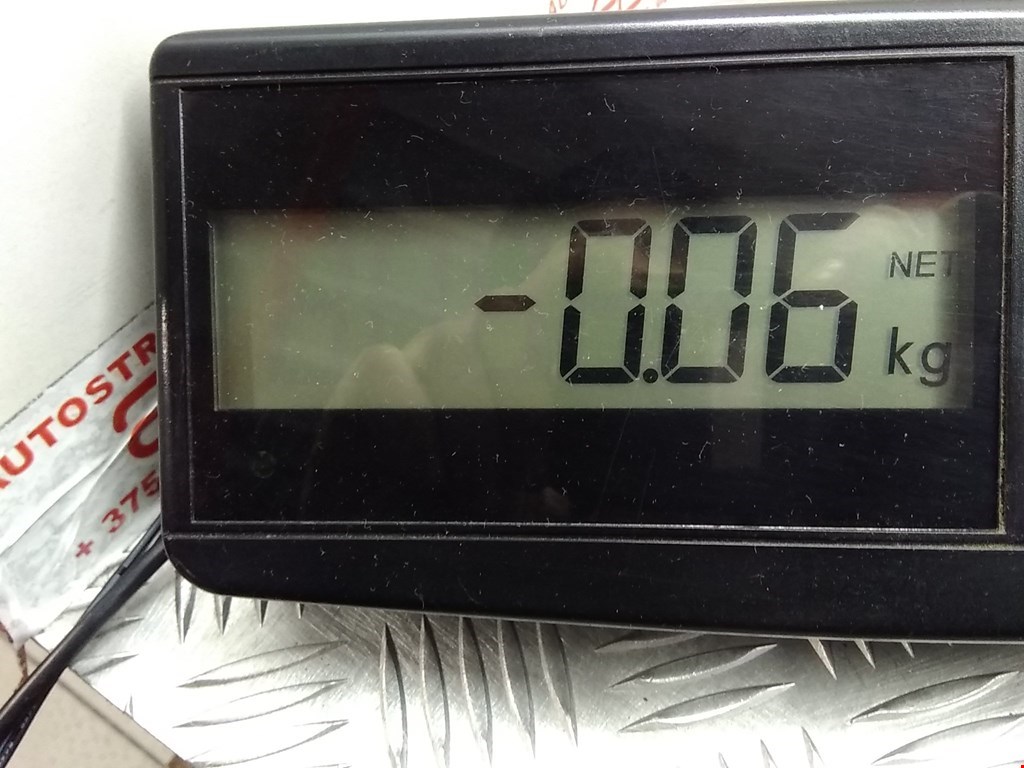 -0.06
NET
kg
AUTOSTR
+ 375